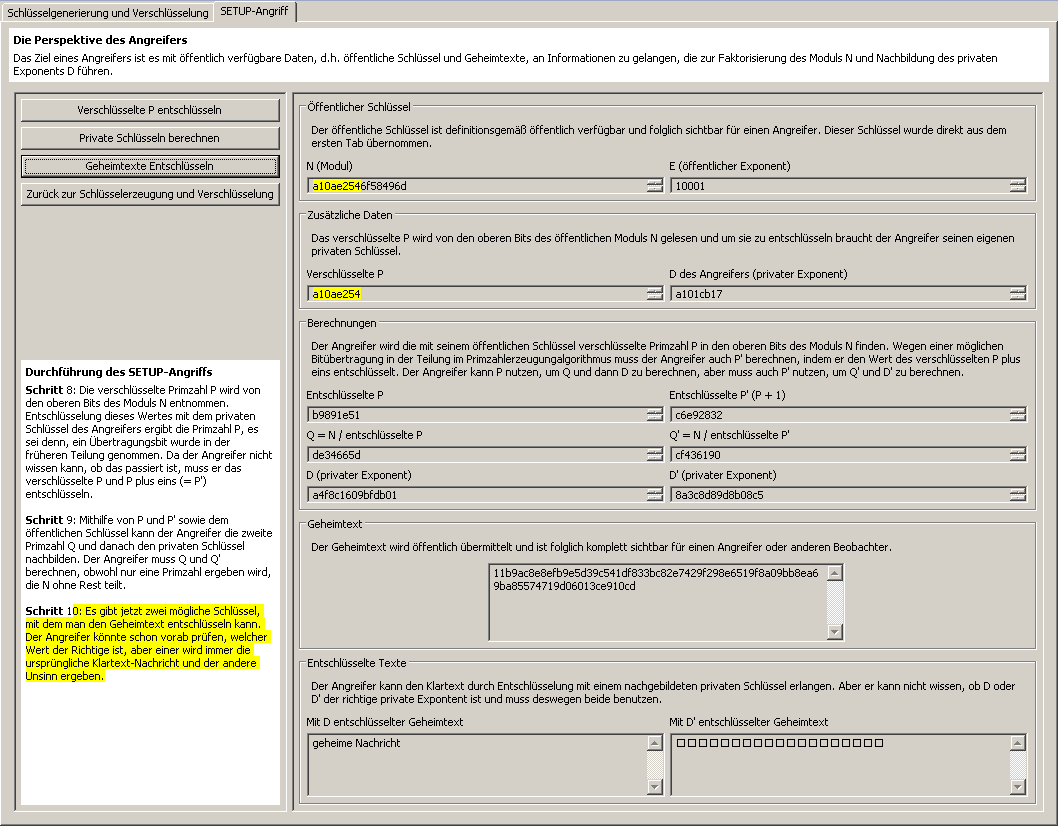 Schlüsselgenerierung und Verschlüsselung
SETUP-Angriff
Die Perspektive des Angreifers
Das Ziel eines Angreifers ist es mit öffentlich verfügbare Daten, d.h. öffentliche Schlüssel und Geheimtexte, an Informationen zu gelangen, die zur Faktorisierung des Moduls N und Nachbildung des privaten
Exponents D führen.
Verschlüsselte P entschlüsseln
Private Schlüsseln berechnen
Geheimtexte Entschlüsseln
Zurück zur Schlüsselerzeugung und Verschlüsselung
Durchführung des SETUP-Angriffs
Schritt 8: Die verschlüsselte Primzahl P wird von
den oberen Bits des Moduls N entnommen.
Entschlüsselung dieses Wertes mit dem privaten
Schlüssel des Angreifers ergibt die Primzahl P, es
sei denn, ein Übertragungsbit wurde in der
früheren Teilung genommen. Da der Angreifer nicht
wissen kann, ob das passiert ist, muss er das
verschlüsselte P und P plus eins (= P')
entschlüsseln.
Schritt 9: Mithilfe von P und P' sowie dem
öffentlichen Schlüssel kann der Angreifer die zweite
Primzahl Q und danach den privaten Schlüssel
nachbilden. Der Angreifer muss Q und Q'
berechnen, obwohl nur eine Primzahl ergeben wird,
die N ohne Rest teilt.
Schritt 10: Es gibt jetzt zwei mögliche Schlüssel,
mit dem man den Geheimtext entschlüsseln kann.
Der Angreifer könnte schon vorab prüfen, welcher
Wert der Richtige ist, aber einer wird immer die
ursprüngliche Klartext-Nachricht und der andere
Unsinn ergeben.
Öffentlicher Schlüssel
Der öffentliche Schlüssel ist definitionsgemäß öffentlich verfügbar und folglich sichtbar für einen Angreifer. Dieser Schlüssel wurde direkt aus dem
ersten Tab übernommen.
N (Modul)
E (öffentlicher Exponent)
a10ae2546f58496d
10001
Zusätzliche Daten
Das verschlüsselte P wird von den oberen Bits des öffentlichen Moduls N gelesen und um sie zu entschlüsseln braucht der Angreifer seinen eigenen
privaten Schlüssel.
Verschlüsselte P
D des Angreifers (privater Exponent)
a10ae254
a101cb17
Berechnungen
Der Angreifer wird die mit seinem öffentlichen Schlüssel verschlüsselte Primzahl P in den oberen Bits des Moduls N finden. Wegen einer möglichen
Bitübertragung in der Teilung im Primzahlerzeugungalgorithmus muss der Angreifer auch P' berechnen, indem er den Wert des verschlüsselten P plus
eins entschlüsselt. Der Angreifer kann P nutzen, um Q und dann D zu berechnen, aber muss auch P' nutzen, um Q' und D' zu berechnen.
Entschlüsselte P
Entschlüsselte P' (P + 1)
b9891e51
c6e92832
Q = N / entschlüsselte P
Q' = N / entschlüsselte P'
de34665d
cf436190
D (privater Exponent)
D' (privater Exponent)
a4f8c1609bfdb01
8a3c8d89d8b08c5
Geheimtext
Der Geheimtext wird öffentlich übermittelt und ist folglich komplett sichtbar für einen Angreifer oder anderen Beobachter.
11b9ac8e8efb9e5d39c541df833bc82e7429f298e6519f8a09bb8ea6
9ba85574719d06013ce910cd
Entschlüsselte Texte
Der Angreifer kann den Klartext durch Entschlüsselung mit einem nachgebildeten privaten Schlüssel erlangen. Aber er kann nicht wissen, ob D oder
D' der richtige private Expontent ist und muss deswegen beide benutzen.
Mit D entschlüsselter Geheimtext
Mit D' entschlüsselter Geheimtext
geheime Nachricht